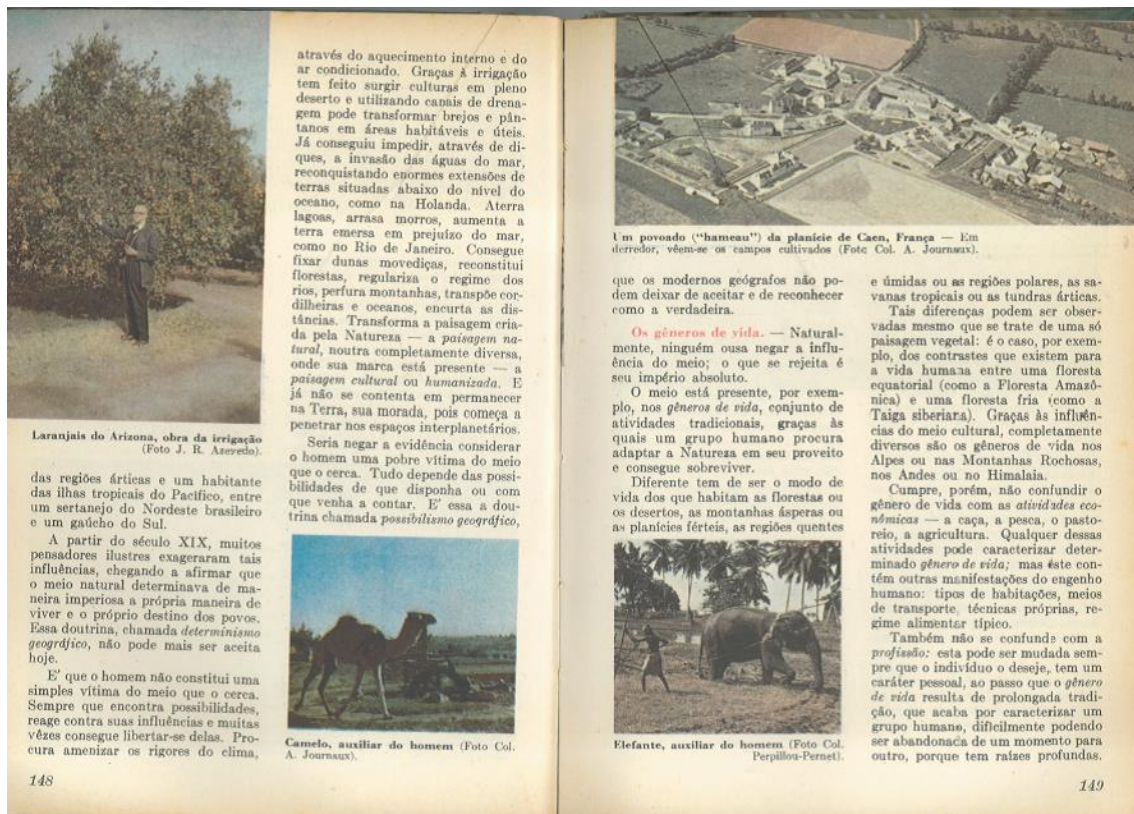 Laranjais do Arizona, obra da irrigação
(Foto J. R. Azevedo).
das regiões árticas e um habitante
das ilhas tropicais do Pacífico, entre
um sertanejo do Nordeste brasileiro
e um gaúcho do Sul.
A partir do século XIX, muitos
pensadores ilustres exageraram tais
influências, chegando a afirmar que
o meio natural determinava de ma-
neira imperiosa a própria maneira de
viver e o próprio destino dos povos.
Essa doutrina, chamada determinismo
geográfico, não pode mais ser aceita
hoje.
E' que o homem não constitui uma
simples vítima do meio que o cerca.
Sempre que encontra possibilidades,
reage contra suas influências e muitas
vêzes consegue libertar-se delas. Pro-
cura amenizar os rigores do clima,
148
através do aquecimento interno e do
ar condicionado. Graças à irrigação
tem feito surgir culturas em pleno
deserto e utilizando canais de drena-
gem pode transformar brejos e pân-
tanos em áreas habitáveis e úteis.
Já conseguiu impedir, através de di-
ques, a invasão das águas do mar,
reconquistando enormes extensões de
terras situadas abaixo do nível do
oceano, como na Holanda. Aterra
lagoas, arrasa morros, aumenta a
terra emersa em prejuízo do mar,
como no Rio de Janeiro. Consegue
fixar dunas movediças, reconstitui
florestas, regulariza o regime dos
rios, perfura montanhas, transpõe cor-
dilheiras e oceanos, encurta as dis-
tâncias. Transforma a paisagem cria-
da pela Natureza — a paisagem na-
tural, noutra completamente diversa,
onde sua marca está presente — a
paisagem cultural ou humanizada. E
já não se contenta em permanecer
na Terra, sua morada, pois começa a
penetrar nos espaços interplanetários.
Seria negar a evidência considerar
o homem uma pobre vítima do meio
que o cerca. Tudo depende das possi-
bilidades de que disponha ou com
que venha a contar. E' essa a dou-
trina chamada possibilismo geográfico,
Camelo, auxiliar do homem (Foto Col.
A. Journaux).
Um povoado ("hameau") da planície de Caen, França — Em
derredor, vêem-se os campos cultivados (Foto Col. A. Journaux).
que os modernos geógrafos não po-
dem deixar de aceitar e de reconhecer
como a verdadeira.
Os gêneros de vida. — Natural-
mente, ninguém ousa negar a influ-
ência do meio; o que se rejeita é
seu império absoluto.
O meio está presente, por exem-
plo, nos gêneros de vida, conjunto de
atividades tradicionais, graças às
quais um grupo humano procura
adaptar a Natureza em seu proveito
e consegue sobreviver.
Diferente tem de ser o modo de
vida dos que habitam as florestas ou
os desertos, as montanhas ásperas ou
as planícies férteis, as regiões quentes
Elefante, auxiliar do homem (Foto Col.
Perpillou-Pernet).
e úmidas ou as regiões polares, as sa-
vanas tropicais ou as tundras árticas.
Tais diferenças podem ser obser-
vadas mesmo que se trate de uma só
paisagem vegetal: é o caso, por exem-
plo, dos contrastes que existem para
a vida humana entre uma floresta
equatorial (como a Floresta Amazô-
nica) e uma floresta fria (como a
Taiga siberiana). Graças às influên-
cias do meio cultural, completamente
diversos são os gêneros de vida nos
Alpes ou nas Montanhas Rochosas,
nos Andes ou no Himalaia.
Cumpre, porém, não confundir o
gênero de vida com as atividades eco-
nômicas — a caça, a pesca, o pasto-
reio, a agricultura. Qualquer dessas
atividades pode caracterizar deter-
minado gênero de vida; mas êste con-
tém outras manifestações do engenho
humano: tipos de habitações, meios
de transporte, técnicas próprias, re-
gime alimentar típico.
Também não se confunde com a
profissão: esta pode ser mudada sem-
pre que o indivíduo o deseje, tem um
caráter pessoal, ao passo que o gênero
de vida resulta de prolongada tradi-
ção, que acaba por caracterizar um
grupo humano, dificilmente podendo
ser abandonada de um momento para
outro, porque tem raízes profundas.
149